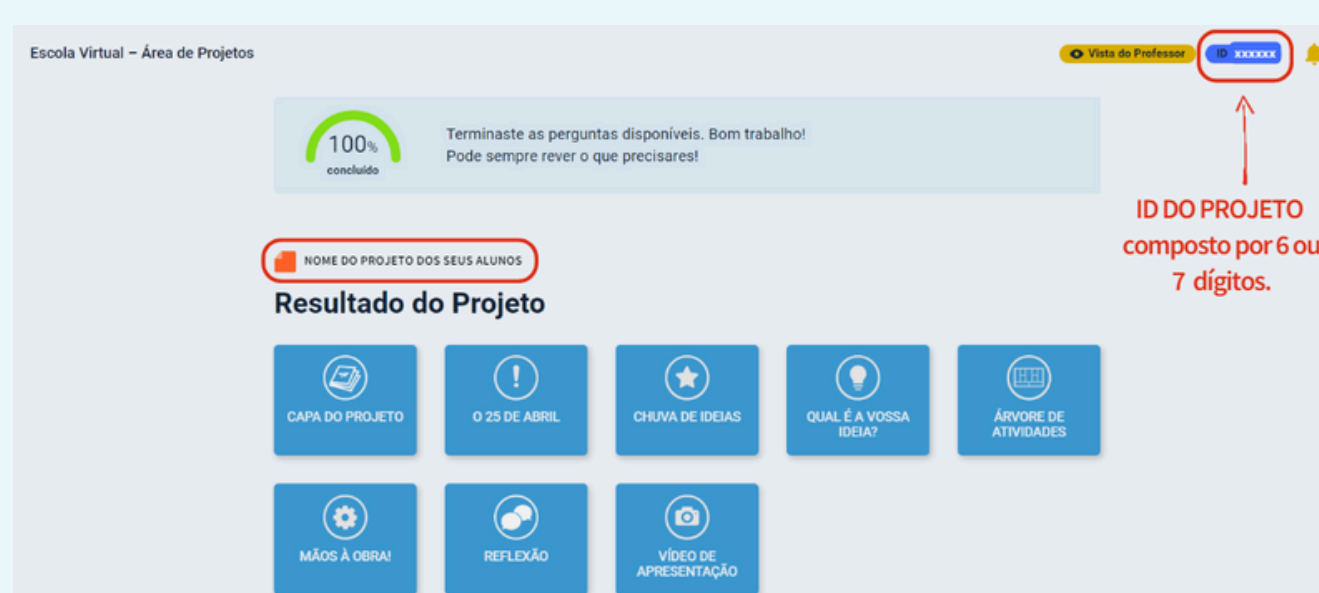 Escola Virtual – Área de Projetos
Vista do Professor
ID xxxxxx
100%
concluído
Terminaste as perguntas disponíveis. Bom trabalho!
Pode sempre rever o que precisares!
ID DO PROJETO
composto por 6 ou
7 dígitos.
NOME DO PROJETO DOS SEUS ALUNOS
Resultado do Projeto
CAPA DO PROJETO
O 25 DE ABRIL
CHUVA DE IDEIAS
QUAL É A VOSSA
IDEIA?
ÁRVORE DE
ATIVIDADES
MÃOS À OBRA!
REFLEXÃO
VÍDEO DE
APRESENTAÇÃO